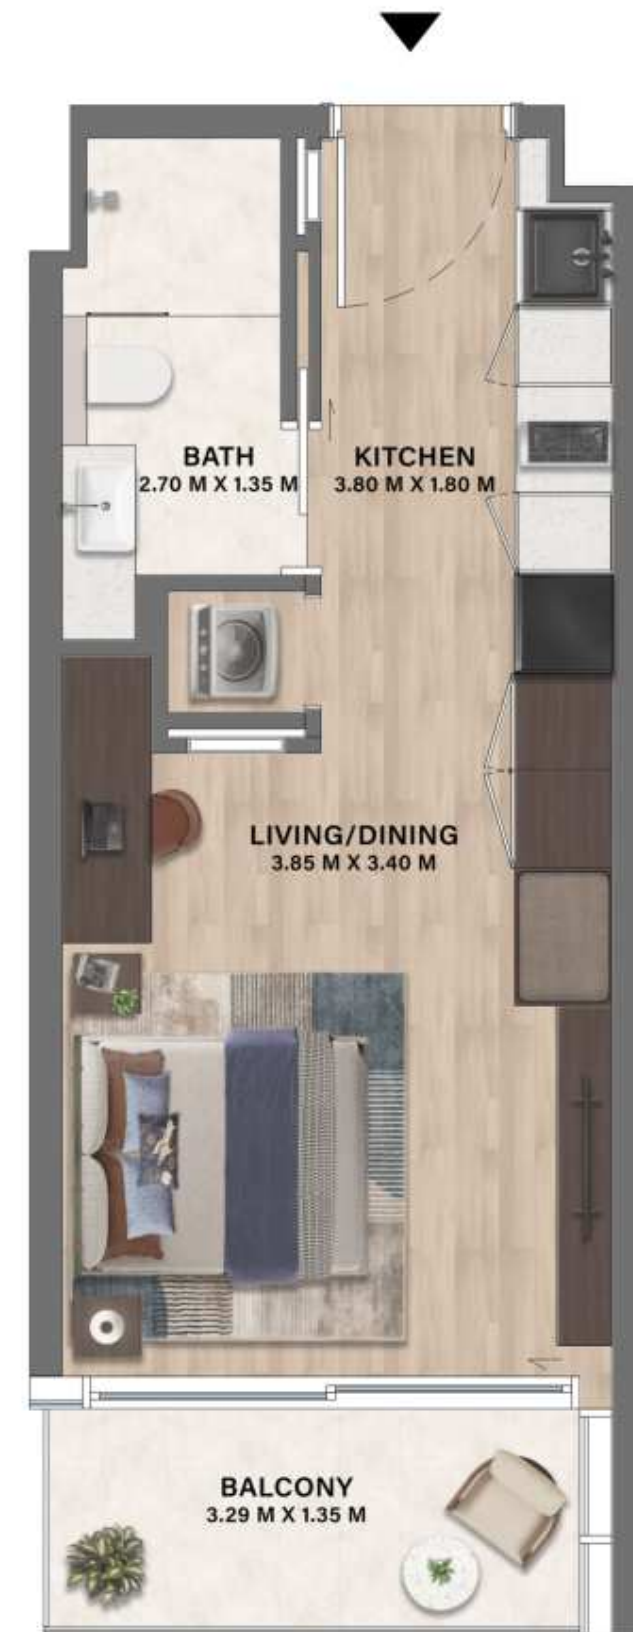 BATH
2.70 M X 1.35 M
KITCHEN
3.80 M X 1.80 M
LIVING/DINING
3.85 M X 3.40 M
BALCONY
3.29 M X 1.35 M